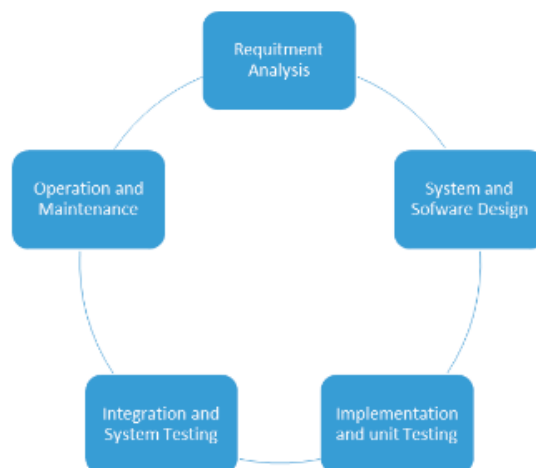 Requitment
Analysis
System and
Sofware Design
Implementation
and unit Testing
Integration and
System Testing
Operation and
Maintenance